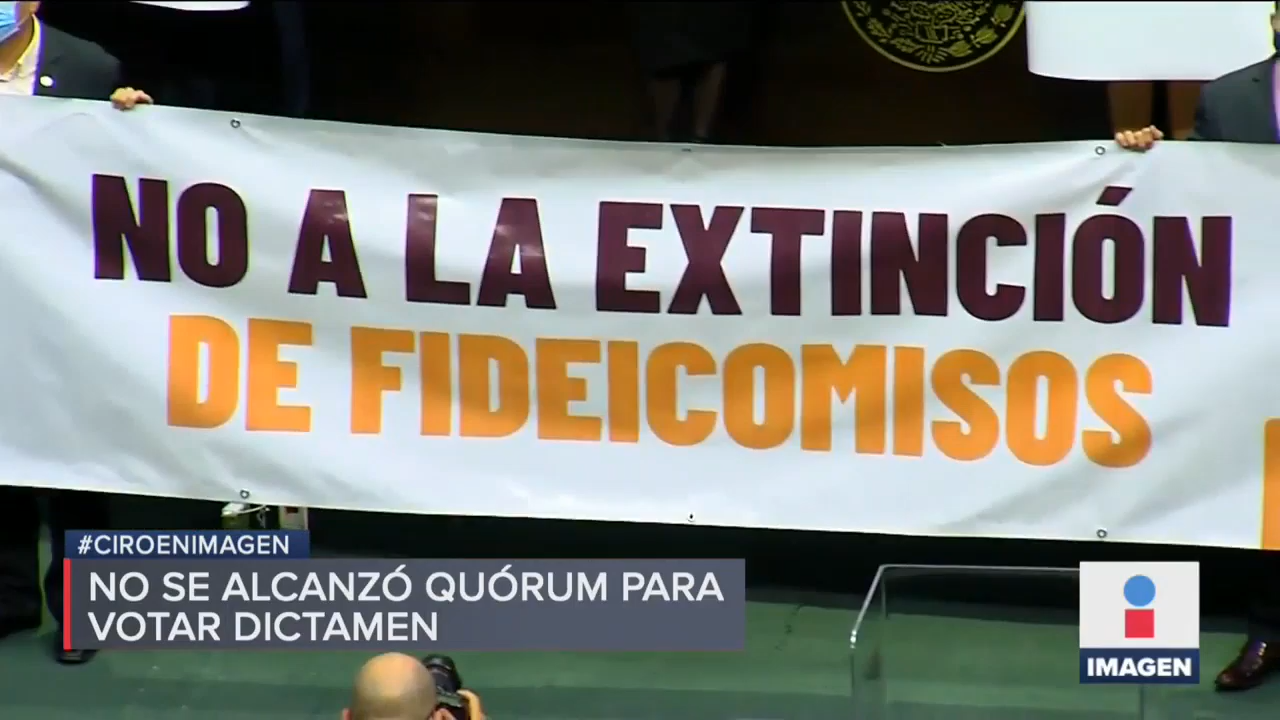 NO A LA EXTINCIÓN
DE FIDEICOMISOS
#CIROENIMAGEN
NO SE ALCANZÓ QUÓRUM PARA
VOTAR DICTAMEN
IMAGEN